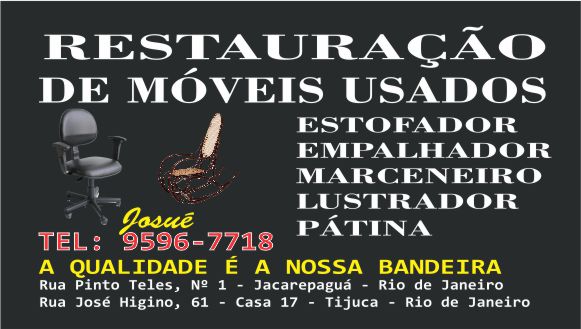 RESTAURAÇÃO
DE MÓVEIS USADOS
ESTOFADOR
EMPALHADOR
MARCENEIRO
LUSTRADOR
PÁTINA
Josué
TEL: 9596-7718
A QUALIDADE É A NOSSA BANDEIRA
Rua Pinto Teles, Nº 1 - Jacarepaguá - Rio de Janeiro
Rua José Higino, 61 - Casa 17 - Tijuca - Rio de Janeiro